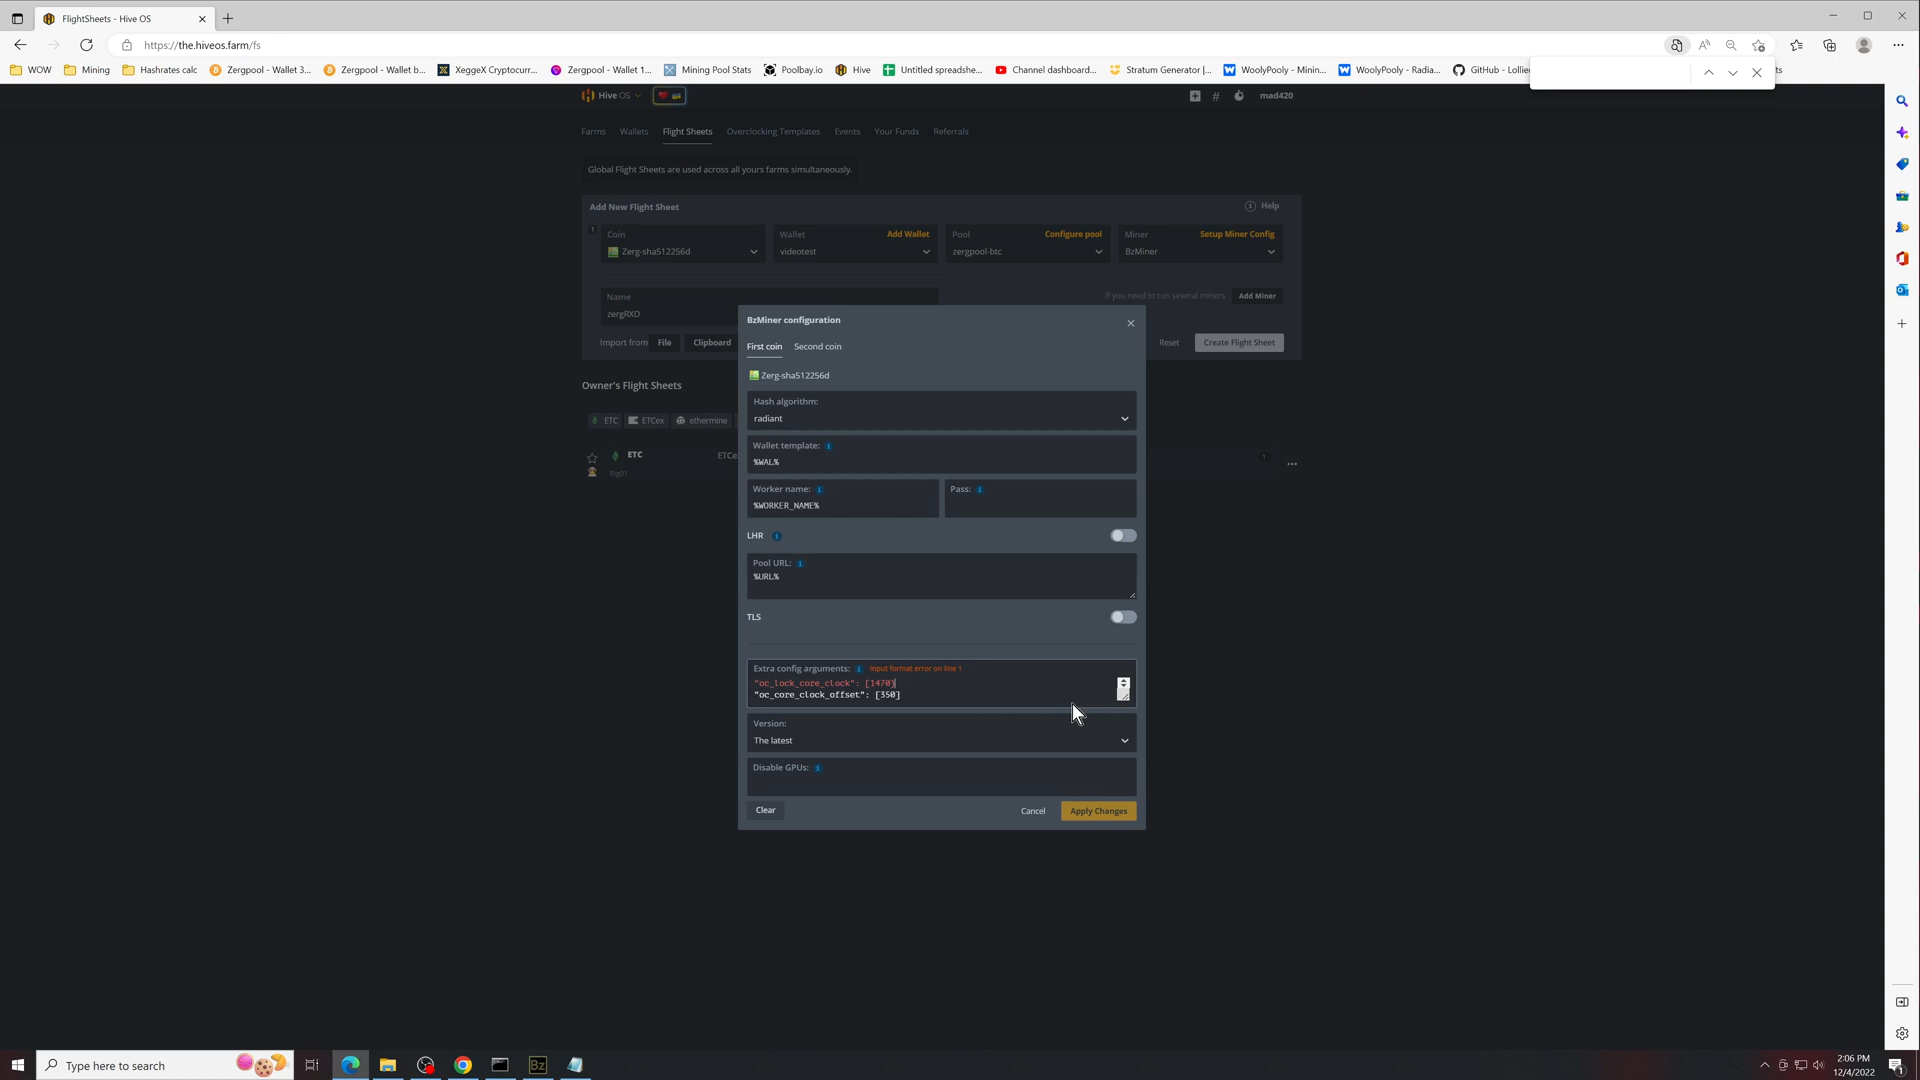 FlightSheets - Hive OS
https://the.hiveos.farm/fs
WOW
Mining
Hashrates calc
Zergpool - Wallet 3...
Zergpool - Wallet b...
XeggeX Cryptocurr...
Zergpool - Wallet 1...
Mining Pool Stats
Poolbay.io
Hive
Untitled spreadshe...
Channel dashboard...
Stratum Generator |...
WoolyPooly - Minin...
WoolyPooly - Radia...
GitHub - Lollie
Hive OS
#
mad420
Farms
Wallets
Flight Sheets
Overclocking Templates
Events
Your Funds
Referrals
Global Flight Sheets are used across all yours farms simultaneously.
Add New Flight Sheet
Help
1
Coin
Zerg-sha512256d
Wallet
Add Wallet
videotest
Pool
Configure pool
zergpool-btc
Miner
Setup Miner Config
BzMiner
Name
zergRXD
If you need to run several miners
Add Miner
Import from
File
Clipboard
Reset
Create Flight Sheet
Owner's Flight Sheets
ETC
ETCex
ethermine
ETC
ETCe
Rig01
1
BzMiner configuration
First coin
Second coin
Zerg-sha512256d
Hash algorithm:
radiant
Wallet template:
%WAL%
Worker name:
%WORKER_NAME%
Pass:
LHR
Pool URL:
%URL%
TLS
Extra config arguments:
Input format error on line 1
"oc_lock_core_clock": [1470]
"oc_core_clock_offset": [350]
Version:
The latest
Disable GPUs:
Clear
Cancel
Apply Changes
Type here to search
Bz
2:06 PM
12/4/2022
1